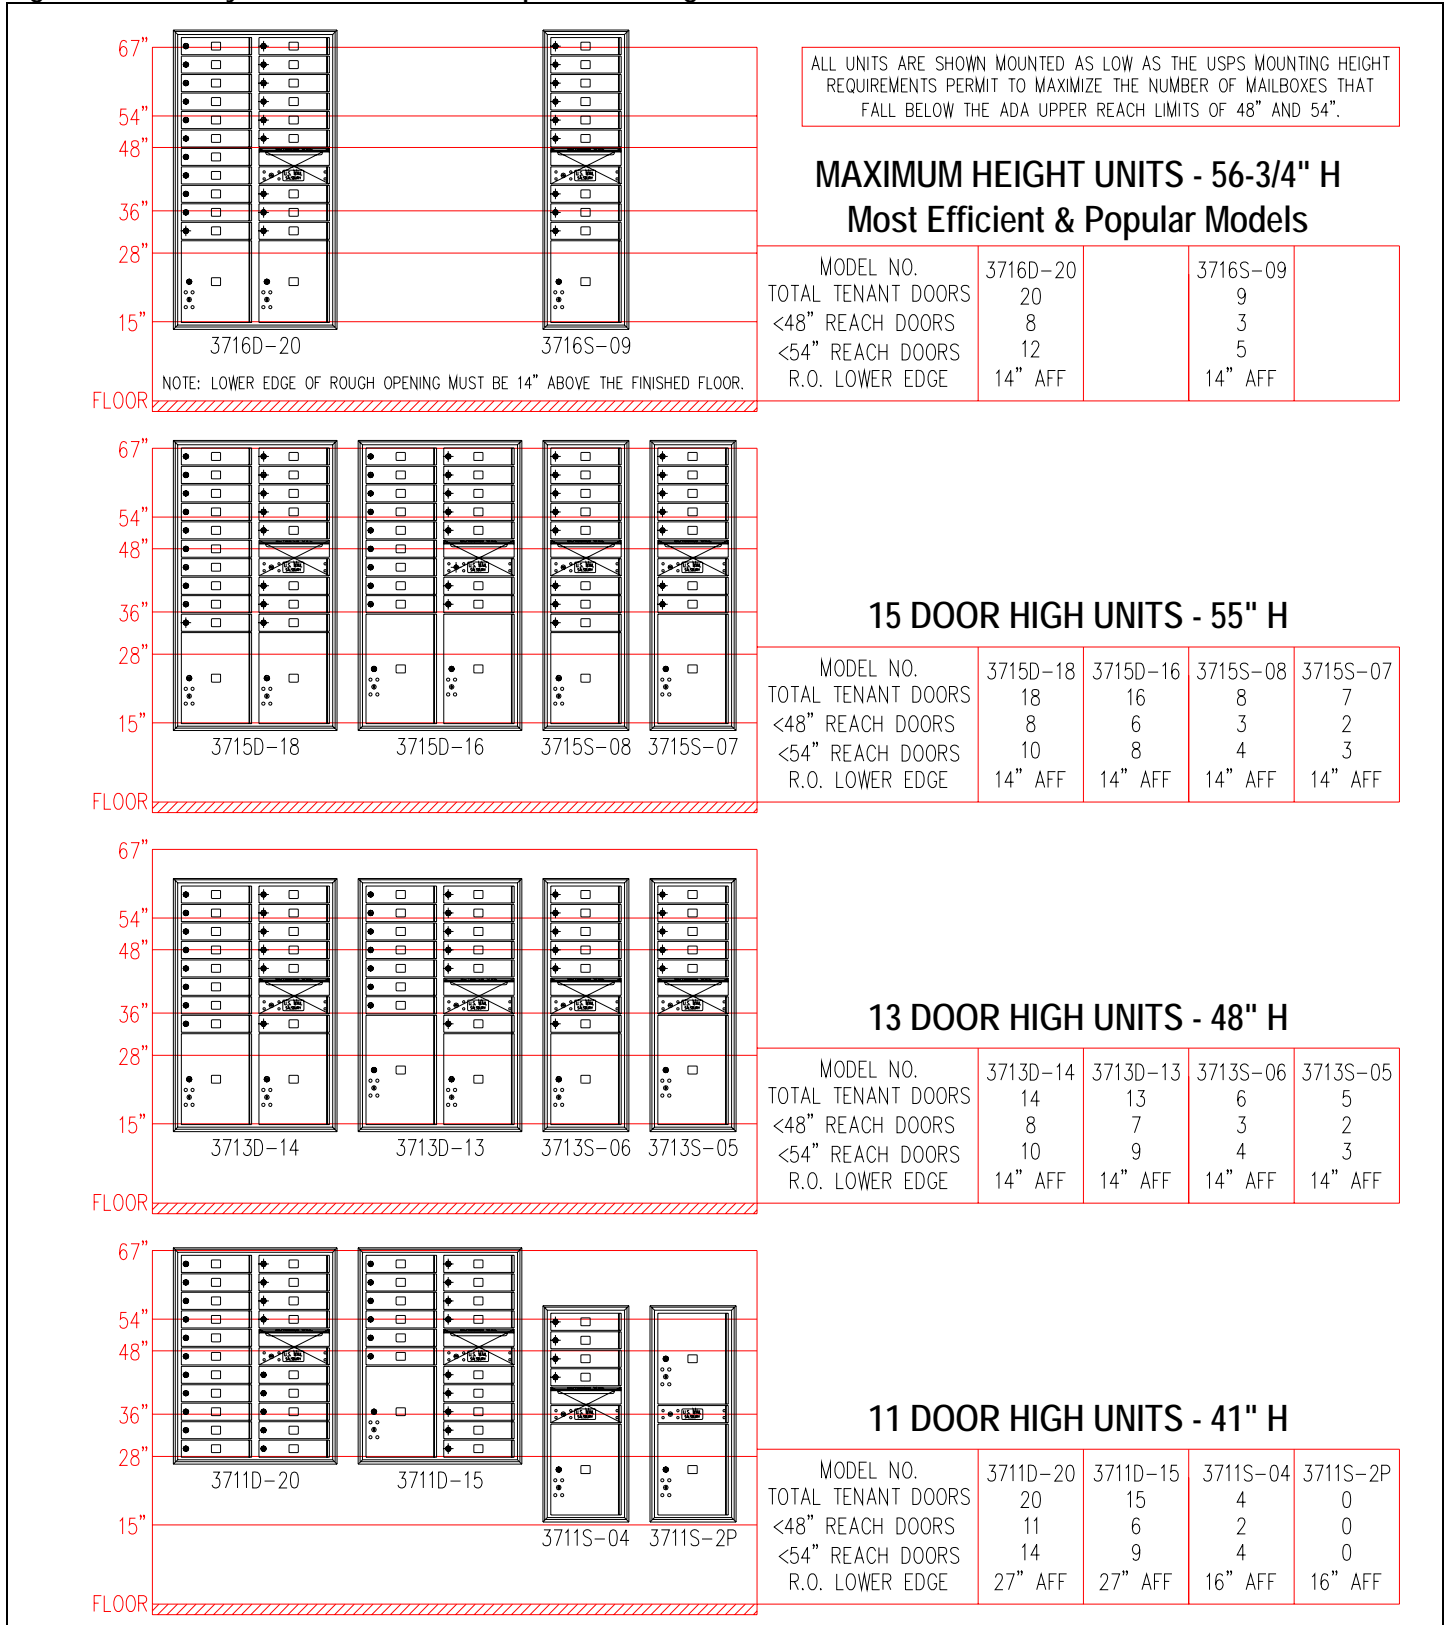 67"
54"
48"
36"
28"
15"
3716D-20
3716S-09
NOTE: LOWER EDGE OF ROUGH OPENING MUST BE 14" ABOVE THE FINISHED FLOOR.
FLOOR
ALL UNITS ARE SHOWN MOUNTED AS LOW AS THE USPS MOUNTING HEIGHT
REQUIREMENTS PERMIT TO MAXIMIZE THE NUMBER OF MAILBOXES THAT
FALL BELOW THE ADA UPPER REACH LIMITS OF 48" AND 54".
MAXIMUM HEIGHT UNITS - 56-3/4" H
Most Efficient & Popular Models
MODEL NO. 3716D-20 3716S-09
TOTAL TENANT DOORS 20 9
<48" REACH DOORS 8 3
<54" REACH DOORS 12 5
R.O. LOWER EDGE 14" AFF 14" AFF
67"
54"
48"
36"
28"
15"
3715D-18 3715D-16 3715S-08 3715S-07
FLOOR
15 DOOR HIGH UNITS - 55" H
MODEL NO. 3715D-18 3715D-16 3715S-08 3715S-07
TOTAL TENANT DOORS 18 16 8 7
<48" REACH DOORS 8 6 3 2
<54" REACH DOORS 10 8 4 3
R.O. LOWER EDGE 14" AFF 14" AFF 14" AFF 14" AFF
67"
54"
48"
36"
28"
15"
3713D-14 3713D-13 3713S-06 3713S-05
FLOOR
13 DOOR HIGH UNITS - 48" H
MODEL NO. 3713D-14 3713D-13 3713S-06 3713S-05
TOTAL TENANT DOORS 14 13 6 5
<48" REACH DOORS 8 7 3 2
<54" REACH DOORS 10 9 4 3
R.O. LOWER EDGE 14" AFF 14" AFF 14" AFF 14" AFF
67"
54"
48"
36"
28"
15"
3711D-20 3711D-15
3711S-04 3711S-2P
FLOOR
11 DOOR HIGH UNITS - 41" H
MODEL NO. 3711D-20 3711D-15 3711S-04 3711S-2P
TOTAL TENANT DOORS 20 15 4 0
<48" REACH DOORS 11 6 2 0
<54" REACH DOORS 14 9 4 0
R.O. LOWER EDGE 27" AFF 27" AFF 16" AFF 16" AFF